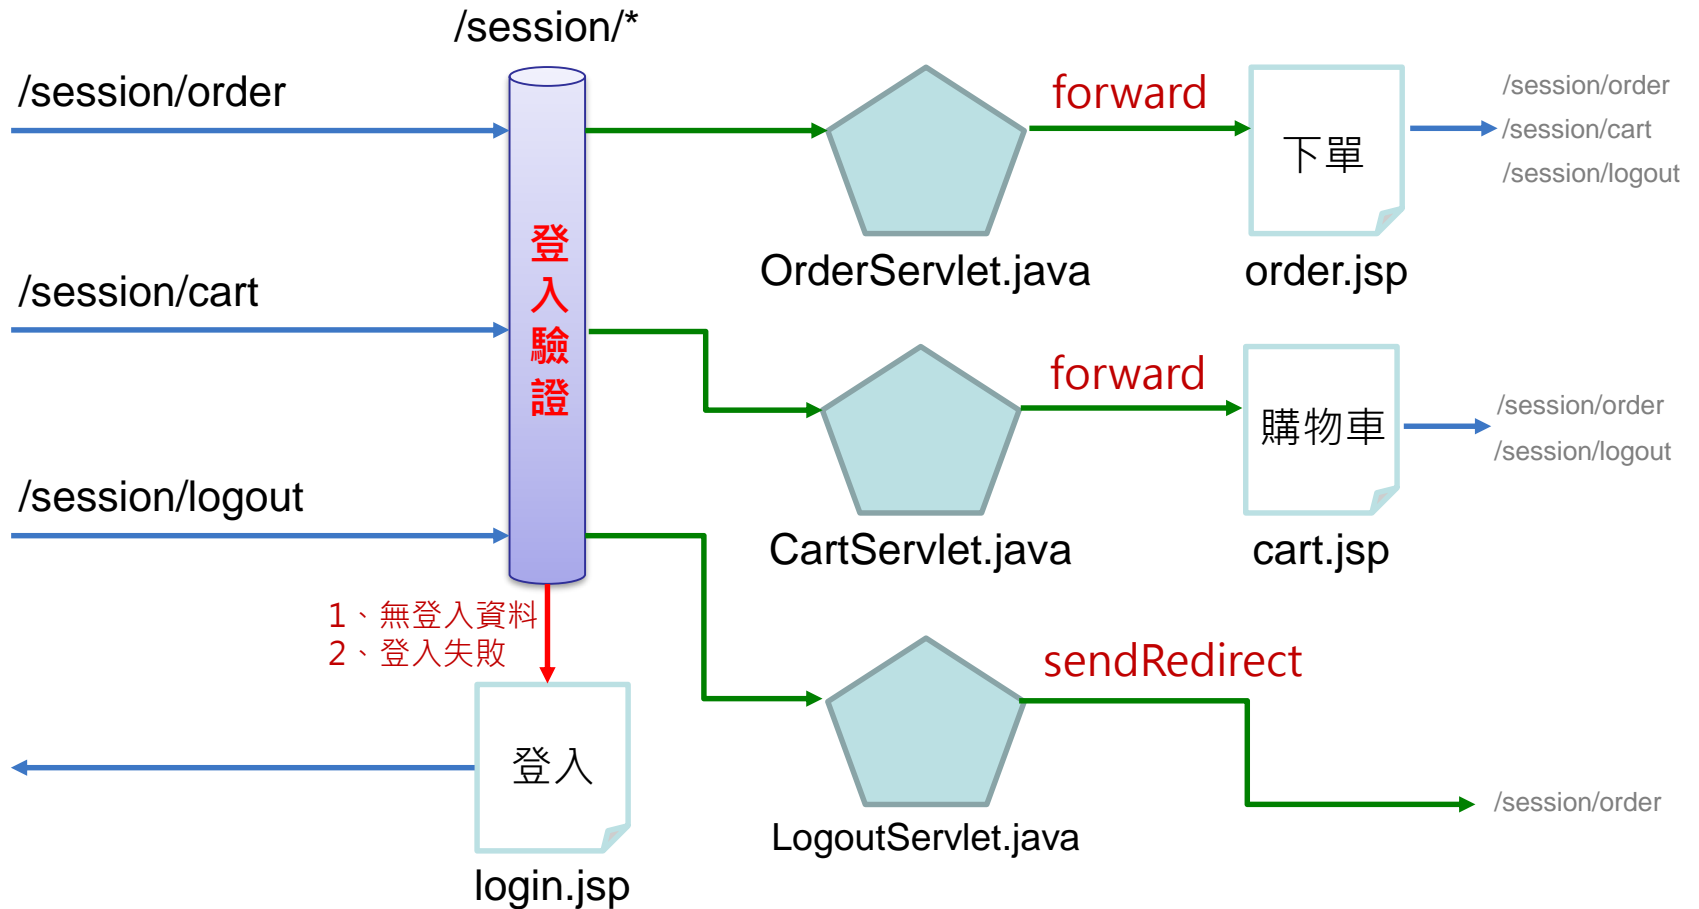 /session/*
/session/order
/session/cart
/session/logout
登
入
驗
證
1、無登入資料
2、登入失敗
登入
login.jsp
OrderServlet.java
forward
下單
order.jsp
/session/order
/session/cart
/session/logout
CartServlet.java
forward
購物車
cart.jsp
/session/order
/session/logout
LogoutServlet.java
sendRedirect
/session/order